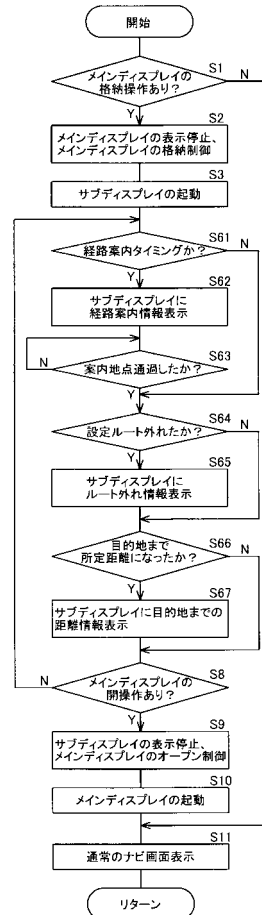 開始
S1
メインディスプレイの
格納操作あり？
N
Y
S2
メインディスプレイの表示停止、
メインディスプレイの格納制御
S3
サブディスプレイの起動
S61
経路案内タイミングか？
N
Y
S62
サブディスプレイに
経路案内情報表示
S63
N
案内地点通過したか？
Y
S64
設定ルート外れたか？
N
Y
S65
サブディスプレイに
ルート外れ情報表示
S66
目的地まで
所定距離になったか？
N
Y
S67
サブディスプレイに目的地までの
距離情報表示
S8
N
メインディスプレイの
開操作あり？
Y
S9
サブディスプレイの表示停止、
メインディスプレイのオープン制御
S10
メインディスプレイの起動
S11
通常のナビ画面表示
リターン